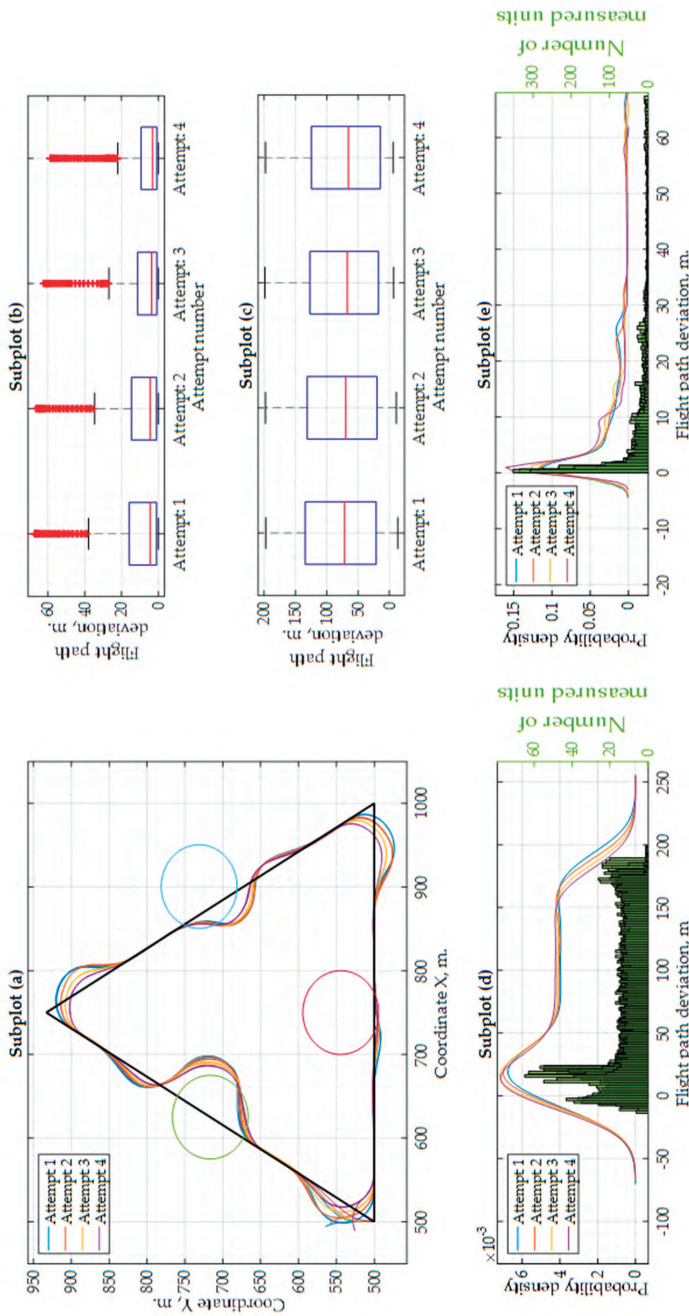 Subplot (a)
Coordinate Y, m.
950
900
850
800
750
700
650
600
550
500
450
Attempt 1
Attempt 2
Attempt 3
Attempt 4
500
600
700
800
900
1000
Coordinate X, m.
Subplot (b)
Flight path
deviation, m.
60
40
20
0
Attempt: 1
Attempt: 2
Attempt: 3
Attempt: 4
Attempt number
Subplot (c)
Flight path
deviation, m.
200
150
100
50
0
Attempt: 1
Attempt: 2
Attempt: 3
Attempt: 4
Attempt number
Subplot (d)
×10-3
Probability density
6
4
2
0
Attempt 1
Attempt 2
Attempt 3
Attempt 4
-100
-50
0
50
100
150
200
250
Flight path deviation, m.
60
40
20
0
Number of
measured units
Subplot (e)
Probability density
0.15
0.1
0.05
0
Attempt 1
Attempt 2
Attempt 3
Attempt 4
-20
-10
0
10
20
30
40
50
60
Flight path deviation, m.
300
200
100
0
Number of
measured units